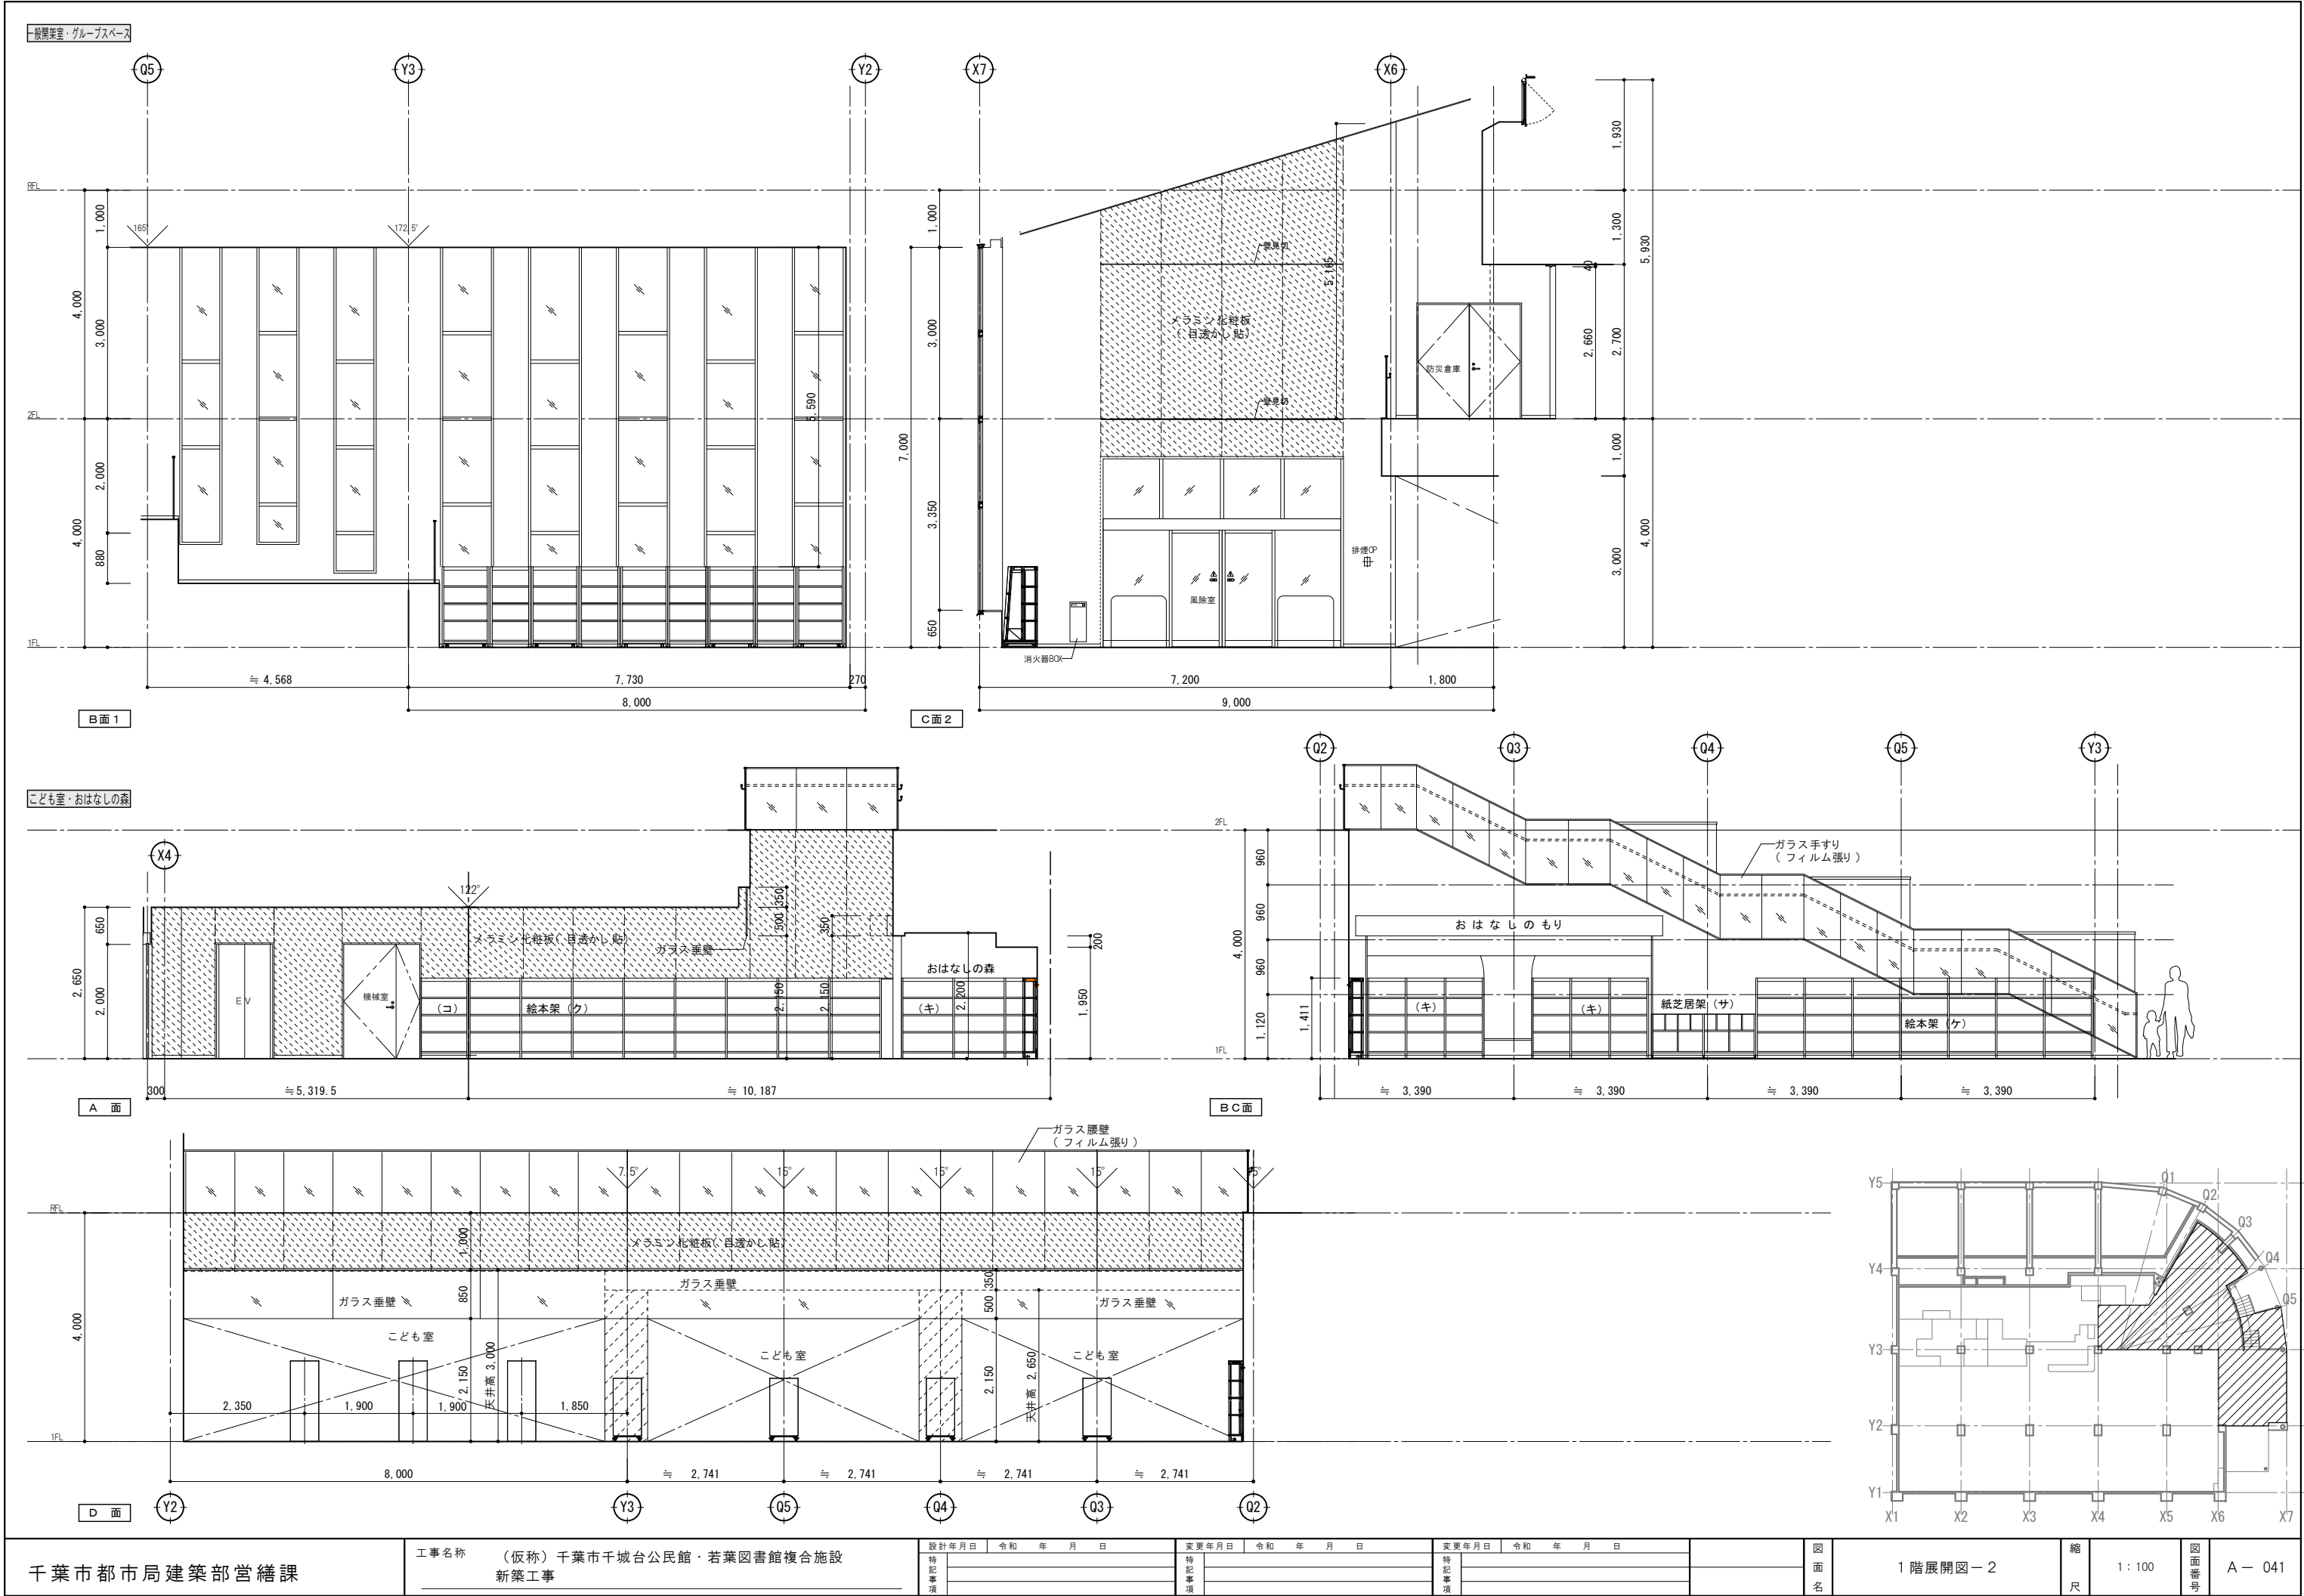 一般開架室・グループスペース
Q5
Y3
Y2
X7
X6
RFL
2FL
1FL
165°
172.5°
1,000
3,000
4,000
2,000
880
4,000
5,590
≒ 4,568
7,730
270
8,000
B面1
1,000
3,000
7,000
3,350
650
壁見切
5,165
メラミン化粧板
(目透かし貼)
壁見切
風除室
消火器BOX
排煙OP
防災倉庫
1,930
1,300
5,930
40
2,660
2,700
1,000
3,000
4,000
7,200
1,800
9,000
C面2
こども室・おはなしの森
X4
122°
650
2,000
2,650
EV
機械室
メラミン化粧板(目透かし貼)
ガラス垂壁
(コ)
絵本架(ク)
(キ)
おはなしの森
500
350
350
2,150
2,150
2,200
200
1,950
300
≒5,319.5
≒ 10,187
A 面
Q2
Q3
Q4
Q5
Y3
2FL
1FL
960
960
960
1,120
4,000
1,411
おはなしのもり
ガラス手すり
(フィルム張り)
(キ)
(キ)
紙芝居架(サ)
絵本架(ケ)
≒ 3,390
≒ 3,390
≒ 3,390
≒ 3,390
BC面
ガラス腰壁
(フィルム張り)
7.5°
15°
15°
15°
RFL
1FL
4,000
1,000
850
2,150
天井高 3,000
メラミン化粧板(目透かし貼)
ガラス垂壁
ガラス垂壁
ガラス垂壁
こども室
こども室
こども室
350
500
2,150
天井高 2,650
2,350
1,900
1,900
1,850
8,000
≒ 2,741
≒ 2,741
≒ 2,741
≒ 2,741
Y2
Y3
Q5
Q4
Q3
Q2
D 面
Y5
Y4
Y3
Y2
Y1
Q1
Q2
Q3
Q4
Q5
X1
X2
X3
X4
X5
X6
X7
千葉市都市局建築部営繕課
工事名称
(仮称)千葉市千城台公民館・若葉図書館複合施設
新築工事
設計年月日 令和 年 月 日
特記事項
変更年月日 令和 年 月 日
特記事項
変更年月日 令和 年 月 日
特記事項
図面名
1階展開図-2
縮尺
1:100
図面番号
A- 041